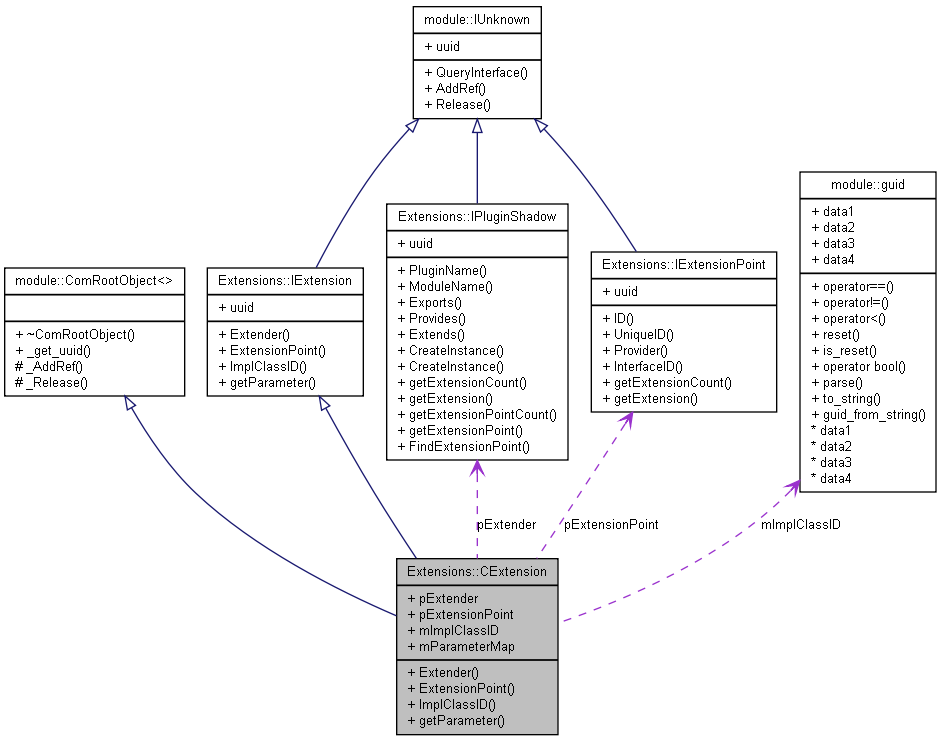 module::IUnknown
+ uuid
+ QueryInterface()
+ AddRef()
+ Release()
module::ComRootObject<>
+ ~ComRootObject()
+ _get_uuid()
# _AddRef()
# _Release()
Extensions::IExtension
+ uuid
+ Extender()
+ ExtensionPoint()
+ ImplClassID()
+ getParameter()
Extensions::IPluginShadow
+ uuid
+ PluginName()
+ ModuleName()
+ Exports()
+ Provides()
+ Extends()
+ CreateInstance()
+ CreateInstance()
+ getExtensionCount()
+ getExtension()
+ getExtensionPointCount()
+ getExtensionPoint()
+ FindExtensionPoint()
Extensions::IExtensionPoint
+ uuid
+ ID()
+ UniqueID()
+ Provider()
+ InterfaceID()
+ getExtensionCount()
+ getExtension()
module::guid
+ data1
+ data2
+ data3
+ data4
+ operator==()
+ operator!=()
+ operator<()
+ reset()
+ is_reset()
+ operator bool()
+ parse()
+ to_string()
+ guid_from_string()
* data1
* data2
* data3
* data4
pExtender
pExtensionPoint
mImplClassID
Extensions::CExtension
+ pExtender
+ pExtensionPoint
+ mImplClassID
+ mParameterMap
+ Extender()
+ ExtensionPoint()
+ ImplClassID()
+ getParameter()